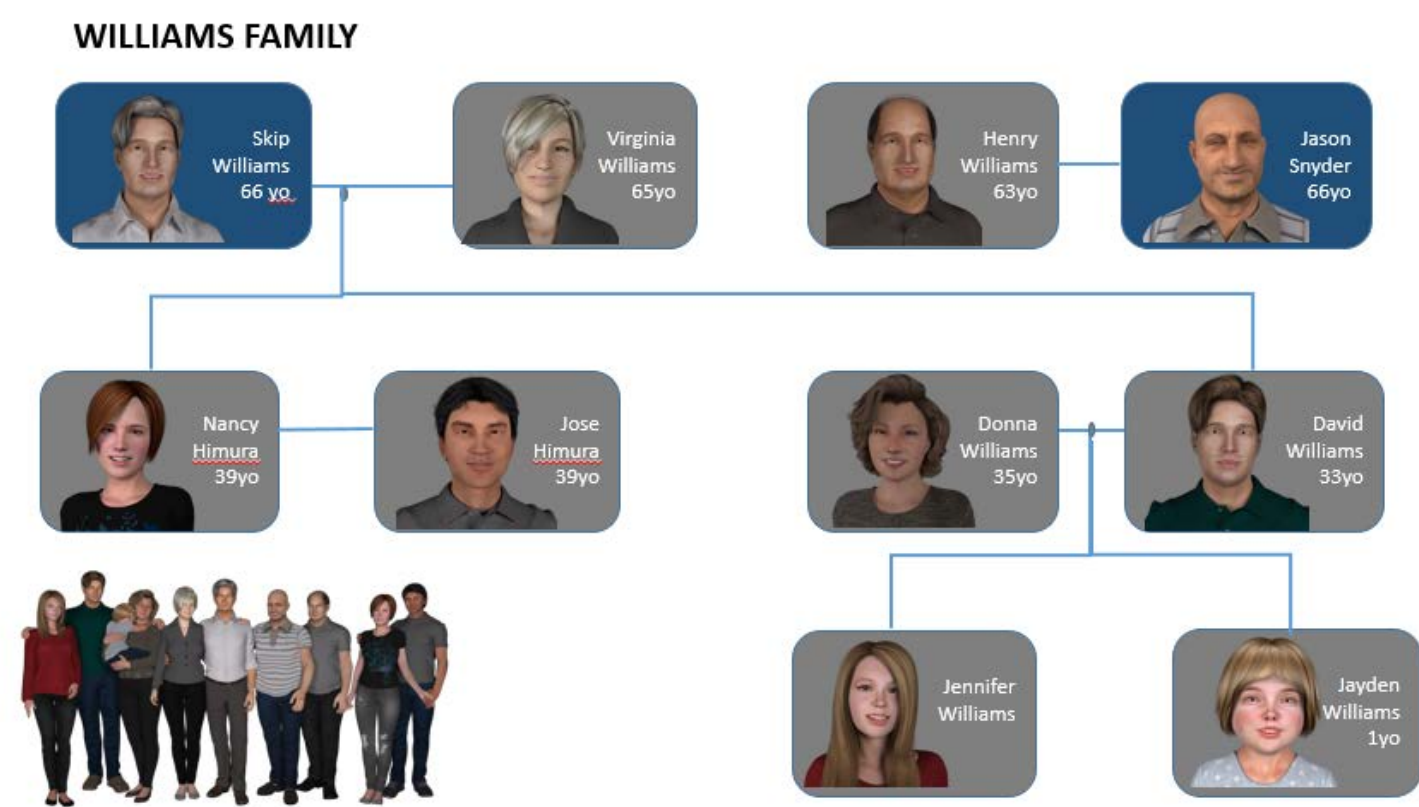 WILLIAMS FAMILY
Skip
Williams
66 yo
Virginia
Williams
65yo
Henry
Williams
63yo
Jason
Snyder
66yo
Nancy
Himura
39yo
Jose
Himura
39yo
Donna
Williams
35yo
David
Williams
33yo
Jennifer
Williams
Jayden
Williams
1yo